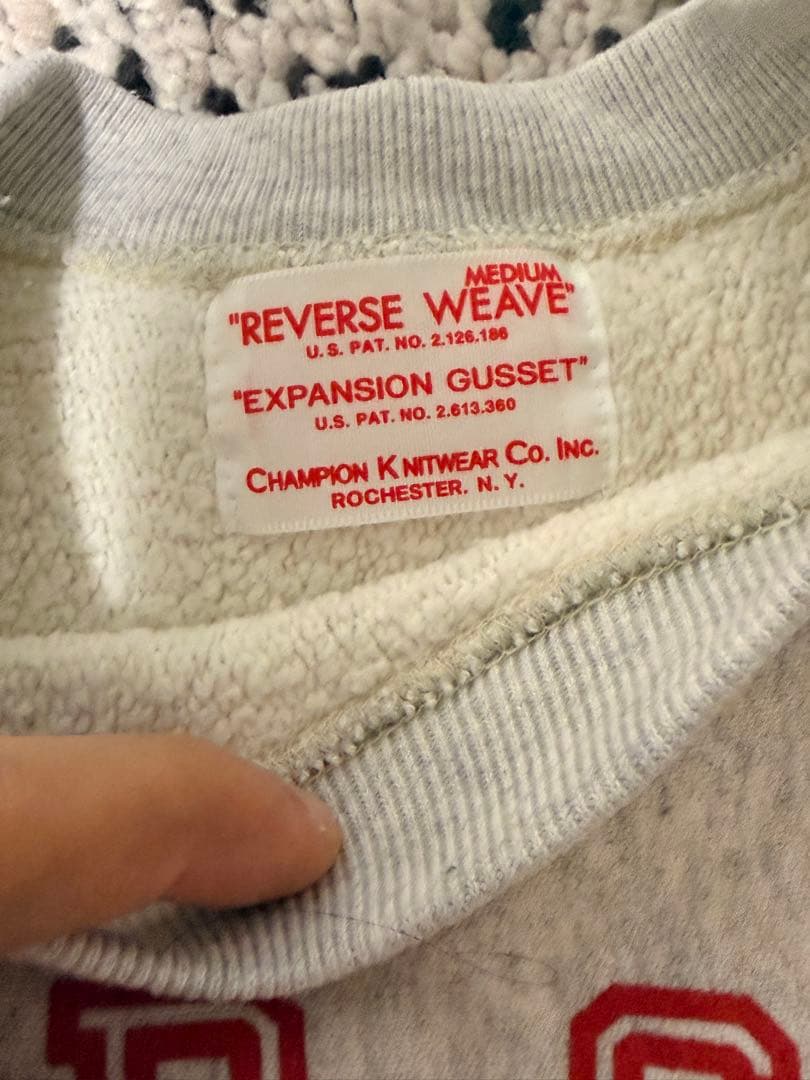 MEDIUM
"REVERSE WEAVE"
U.S. PAT. NO. 2.126.186
"EXPANSION GUSSET"
U.S. PAT. NO. 2.613.360
CHAMPION KNITWEAR CO. INC.
ROCHESTER. N. Y.